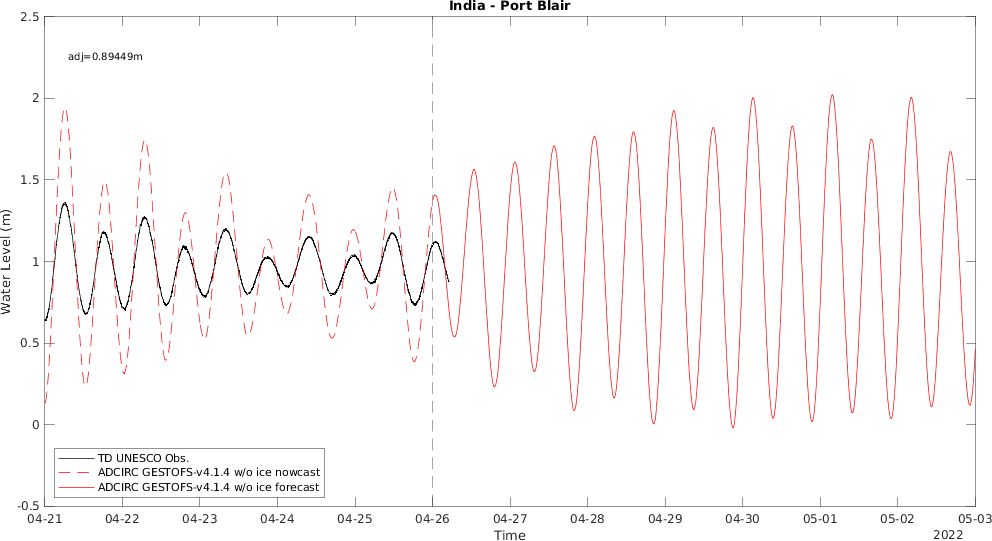 India - Port Blair
adj=0.89449m
Water Level (m)
2.5
2
1.5
1
0.5
0
-0.5
TD UNESCO Obs.
ADCIRC GESTOFS-v4.1.4 w/o ice nowcast
ADCIRC GESTOFS-v4.1.4 w/o ice forecast
04-21 04-22 04-23 04-24 04-25 04-26 04-27 04-28 04-29 04-30 05-01 05-02 05-03
Time
2022